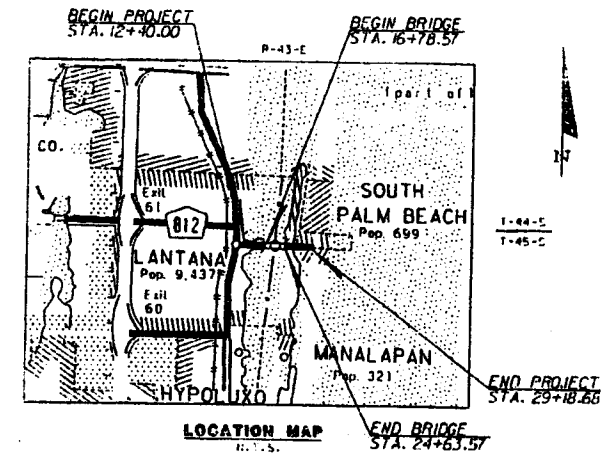 BEGIN PROJECT
STA. 12+40.00
BEGIN BRIDGE
STA. 16+78.57
R-43-E
(part of
CO.
N
Exit
61
812
SOUTH
PALM BEACH
Pop. 699
T-44-S
T-45-S
LANTANA
Pop. 9,437
Exit
60
MANALAPAN
Pop. 321
HYPOLUXO
END PROJECT
STA. 29+18.68
LOCATION MAP
N.T.S.
END BRIDGE
STA. 24+63.57